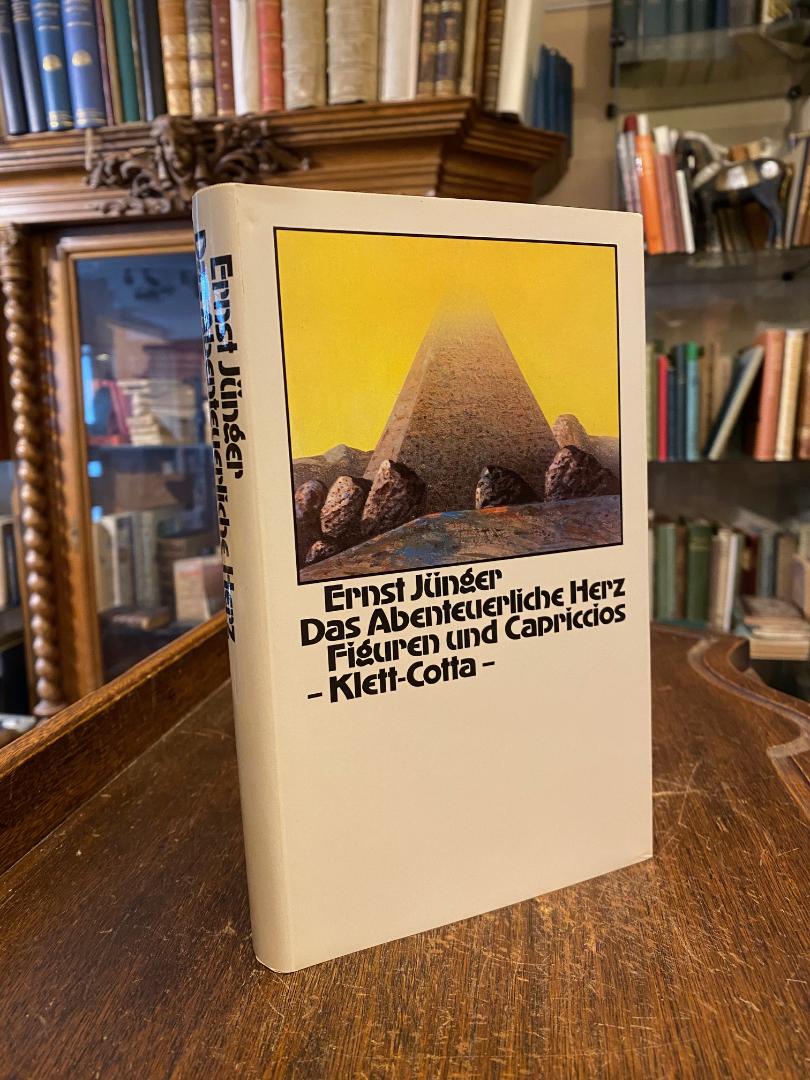 Ernst Jünger
Das Abenteuerliche Herz
Figuren und Capriccios
– Klett-Cotta –
Ernst Jünger
Das Abenteuerliche Herz